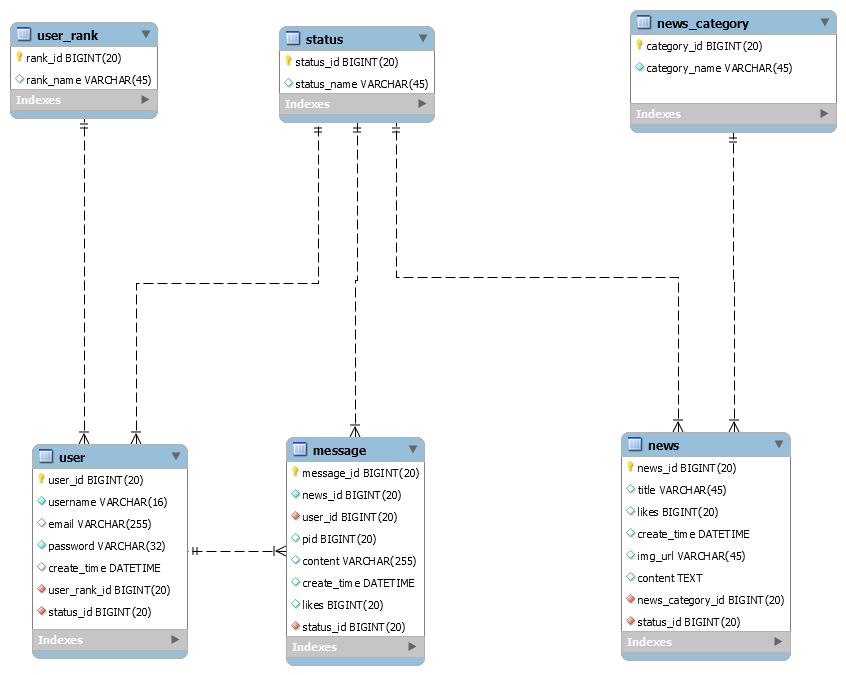 user_rank
rank_id BIGINT(20)
rank_name VARCHAR(45)
Indexes
status
status_id BIGINT(20)
status_name VARCHAR(45)
Indexes
news_category
category_id BIGINT(20)
category_name VARCHAR(45)
Indexes
user
user_id BIGINT(20)
username VARCHAR(16)
email VARCHAR(255)
password VARCHAR(32)
create_time DATETIME
user_rank_id BIGINT(20)
status_id BIGINT(20)
Indexes
message
message_id BIGINT(20)
news_id BIGINT(20)
user_id BIGINT(20)
pid BIGINT(20)
content VARCHAR(255)
create_time DATETIME
likes BIGINT(20)
status_id BIGINT(20)
Indexes
news
news_id BIGINT(20)
title VARCHAR(45)
likes BIGINT(20)
create_time DATETIME
img_url VARCHAR(45)
content TEXT
news_category_id BIGINT(20)
status_id BIGINT(20)
Indexes